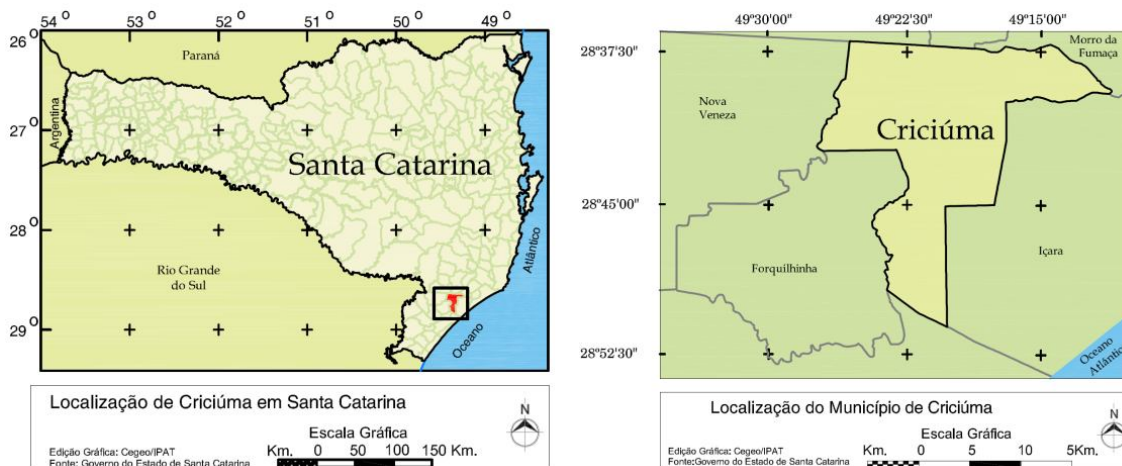 54 53 52 51 50 49 O
26 O
Paraná
Argentina
27 O
Santa Catarina
28 O
Rio Grande
do Sul
Atlântico
29 O
Oceano
Localização de Criciúma em Santa Catarina
N
Escala Gráfica
Edição Gráfica: Cegeo/IPAT
Km. 0 50 100 150 Km.
Fonte: Governo do Estado de Santa Catarina
49°30'00" 49°22'30" 49°15'00"
28°37'30"
Morro da
Fumaça
Nova
Veneza
Criciúma
28°45'00"
Içara
Forquilhinha
28°52'30"
Oceano
Atlântico
Localização do Município de Criciúma
N
Escala Gráfica
Edição Gráfica: Cegeo/IPAT
Km. 0 5 10 5Km.
Fonte:Governo do Estado de Santa Catarina